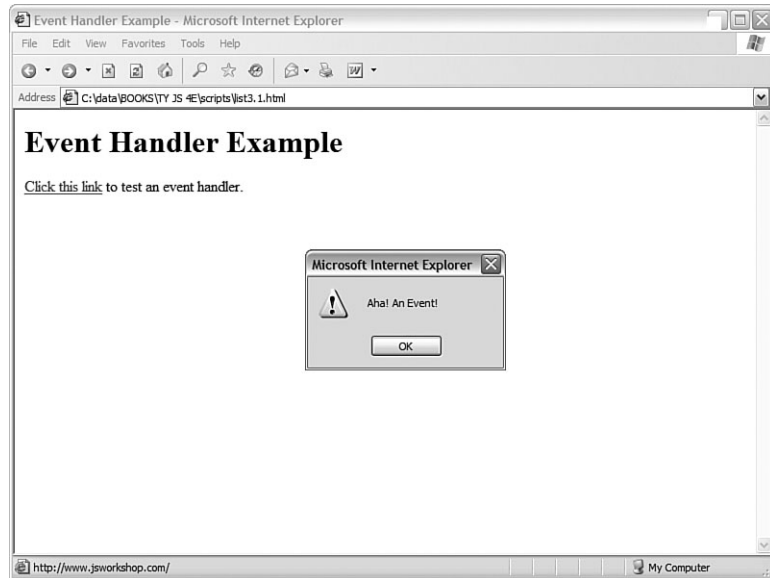 Event Handler Example - Microsoft Internet Explorer
File Edit View Favorites Tools Help
Address C:\data\BOOKS\TY JS 4E\scripts\list3.1.html
Event Handler Example
Click this link to test an event handler.
Microsoft Internet Explorer
Aha! An Event!
OK
http://www.jsworkshop.com/ My Computer